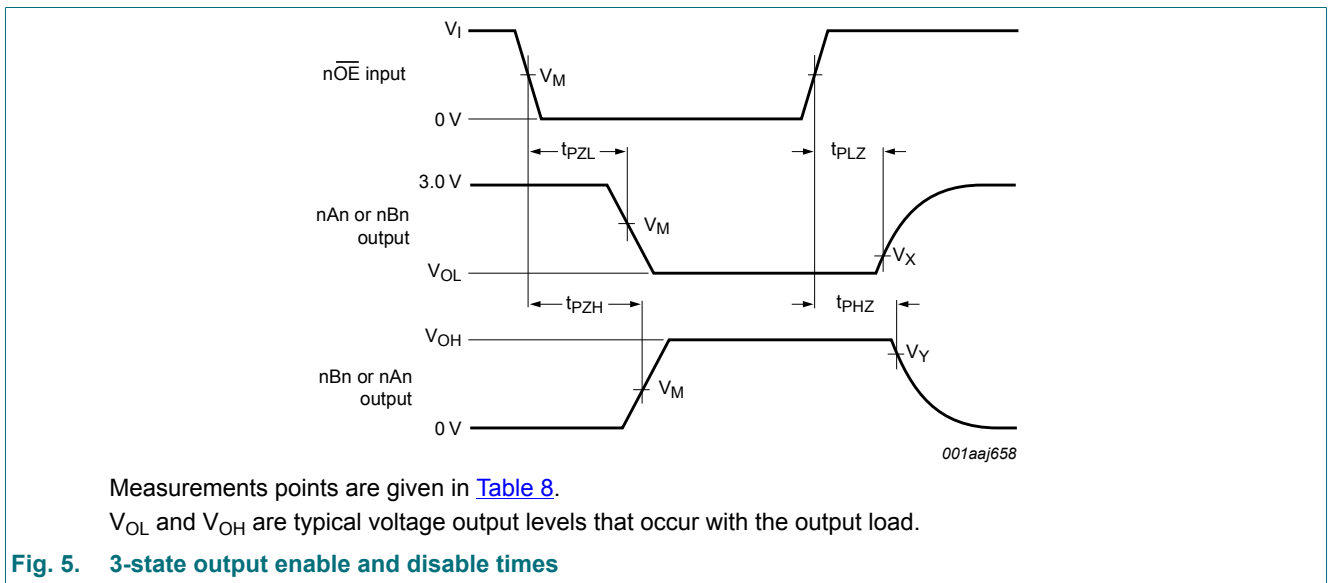 VI
nO̅E̅ input
VM
0 V
tPZL
tPLZ
3.0 V
nAn or nBn
output
VM
VX
VOL
tPZH
tPHZ
VOH
VY
nBn or nAn
output
VM
0 V
001aaj658
Measurements points are given in Table 8.
VOL and VOH are typical voltage output levels that occur with the output load.
Fig. 5. 3-state output enable and disable times